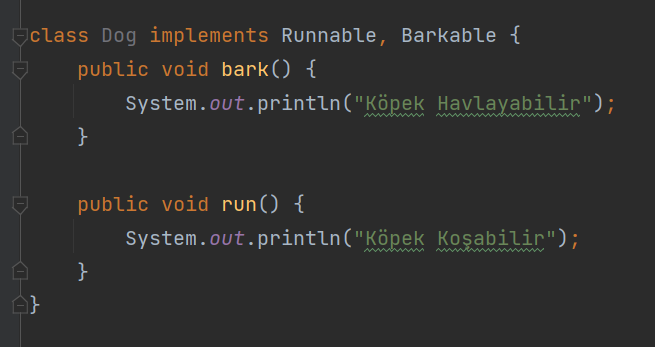 class Dog implements Runnable, Barkable {
    public void bark() {
        System.out.println("Köpek Havlayabilir");
    }

    public void run() {
        System.out.println("Köpek Koşabilir");
    }
}